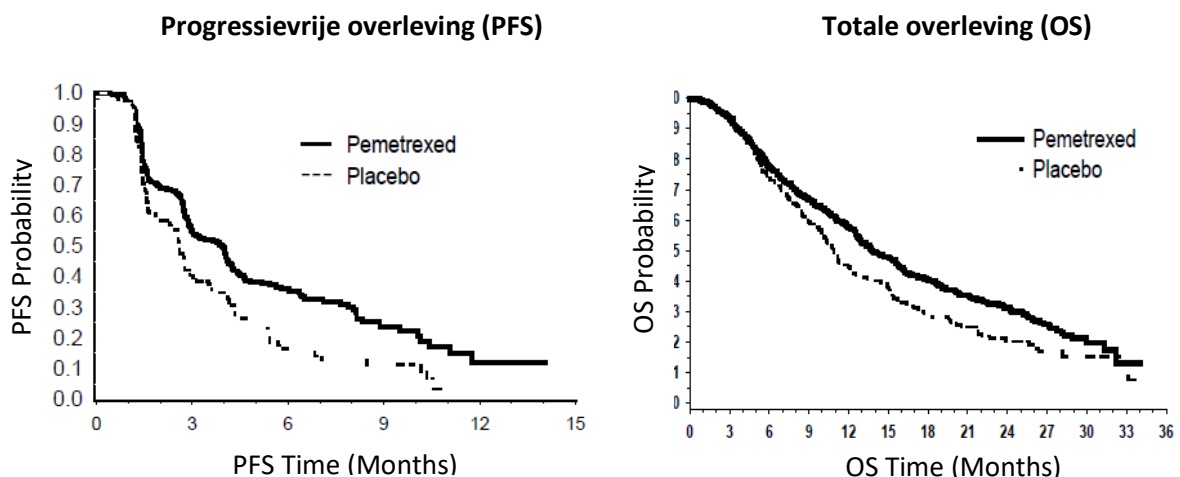 Progressievrije overleving (PFS)
PFS Probability
1.0
0.9
0.8
0.7
0.6
0.5
0.4
0.3
0.2
0.1
0.0
Pemetrexed
Placebo
0 3 6 9 12 15
PFS Time (Months)
Totale overleving (OS)
OS Probability
0
9
8
7
6
5
4
3
2
1
0
Pemetrexed
Placebo
0 3 6 9 12 15 18 21 24 27 30 33 36
OS Time (Months)